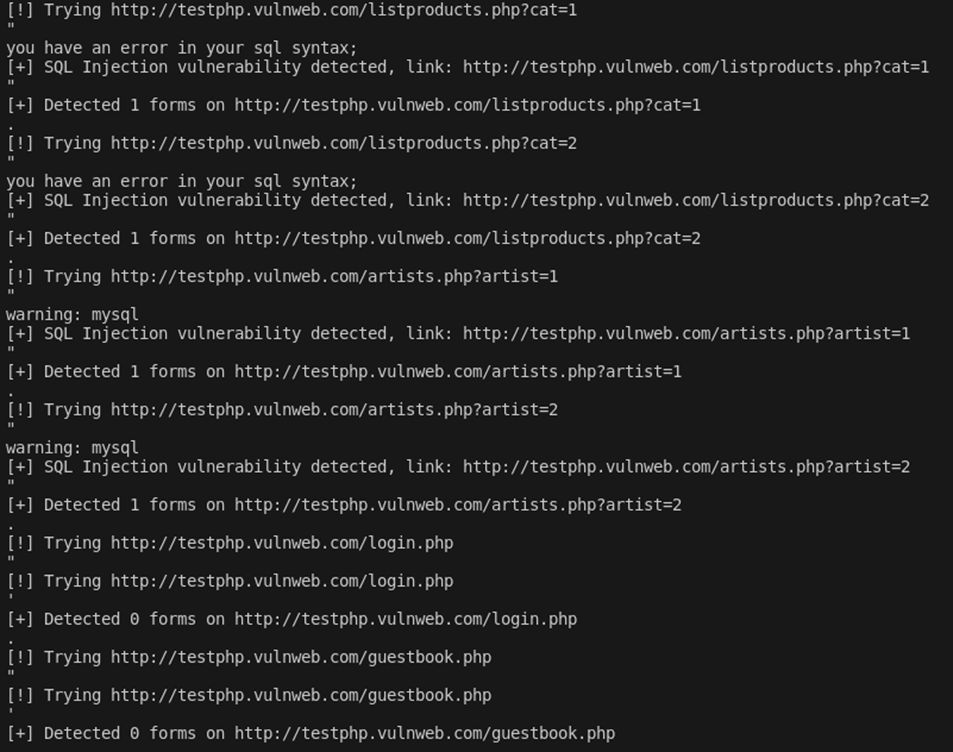 [!] Trying http://testphp.vulnweb.com/listproducts.php?cat=1
"
you have an error in your sql syntax;
[+] SQL Injection vulnerability detected, link: http://testphp.vulnweb.com/listproducts.php?cat=1
"
[+] Detected 1 forms on http://testphp.vulnweb.com/listproducts.php?cat=1
.
[!] Trying http://testphp.vulnweb.com/listproducts.php?cat=2
"
you have an error in your sql syntax;
[+] SQL Injection vulnerability detected, link: http://testphp.vulnweb.com/listproducts.php?cat=2
"
[+] Detected 1 forms on http://testphp.vulnweb.com/listproducts.php?cat=2
.
[!] Trying http://testphp.vulnweb.com/artists.php?artist=1
"
warning: mysql
[+] SQL Injection vulnerability detected, link: http://testphp.vulnweb.com/artists.php?artist=1
"
[+] Detected 1 forms on http://testphp.vulnweb.com/artists.php?artist=1
.
[!] Trying http://testphp.vulnweb.com/artists.php?artist=2
"
warning: mysql
[+] SQL Injection vulnerability detected, link: http://testphp.vulnweb.com/artists.php?artist=2
"
[+] Detected 1 forms on http://testphp.vulnweb.com/artists.php?artist=2
.
[!] Trying http://testphp.vulnweb.com/login.php
"
[!] Trying http://testphp.vulnweb.com/login.php
'
[+] Detected 0 forms on http://testphp.vulnweb.com/login.php
.
[!] Trying http://testphp.vulnweb.com/guestbook.php
"
[!] Trying http://testphp.vulnweb.com/guestbook.php
'
[+] Detected 0 forms on http://testphp.vulnweb.com/guestbook.php